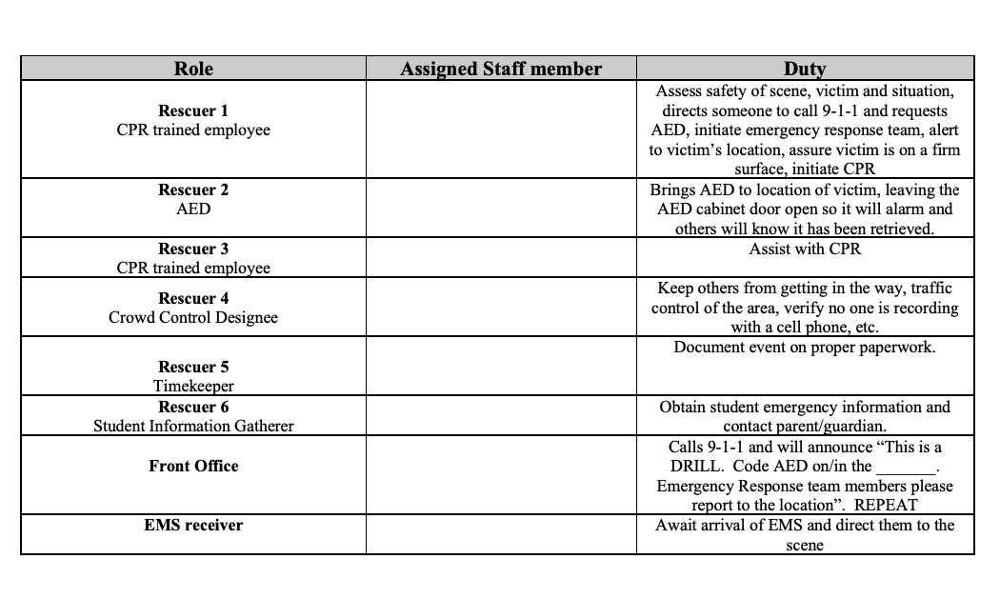 Role Assigned Staff member Duty
Rescuer 1
CPR trained employee
Assess safety of scene, victim and situation,
directs someone to call 9-1-1 and requests
AED, initiate emergency response team, alert
to victim’s location, assure victim is on a firm
surface, initiate CPR
Rescuer 2
AED
Brings AED to location of victim, leaving the
AED cabinet door open so it will alarm and
others will know it has been retrieved.
Rescuer 3
CPR trained employee
Assist with CPR
Rescuer 4
Crowd Control Designee
Keep others from getting in the way, traffic
control of the area, verify no one is recording
with a cell phone, etc.
Rescuer 5
Timekeeper
Document event on proper paperwork.
Rescuer 6
Student Information Gatherer
Obtain student emergency information and
contact parent/guardian.
Front Office
Calls 9-1-1 and will announce “This is a
DRILL.  Code AED on/in the _______.
Emergency Response team members please
report to the location”.  REPEAT
EMS receiver
Await arrival of EMS and direct them to the
scene